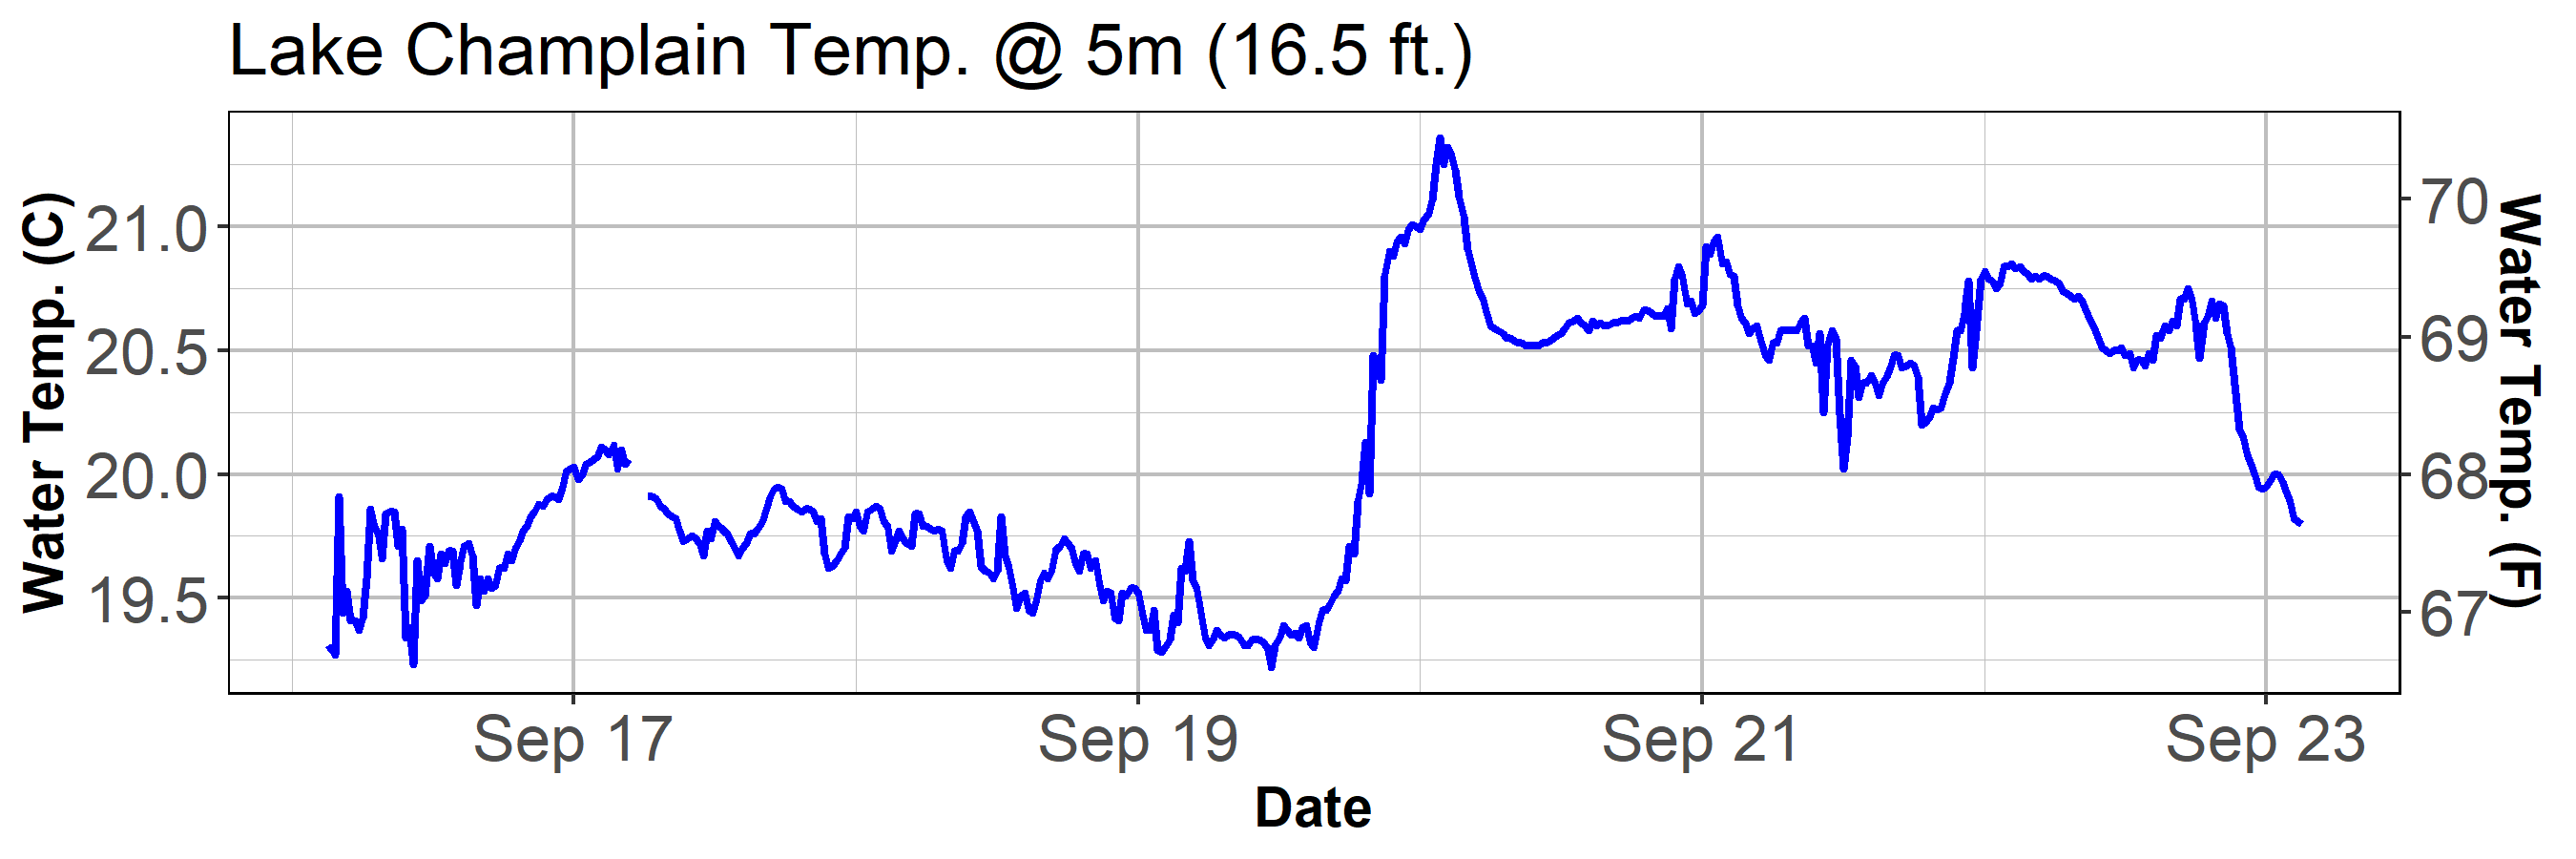 Lake Champlain Temp. @ 5m (16.5 ft.)
Water Temp. (C)
21.0
20.5
20.0
19.5
70
69
68
67
Water Temp. (F)
Sep 17
Sep 19
Sep 21
Sep 23
Date